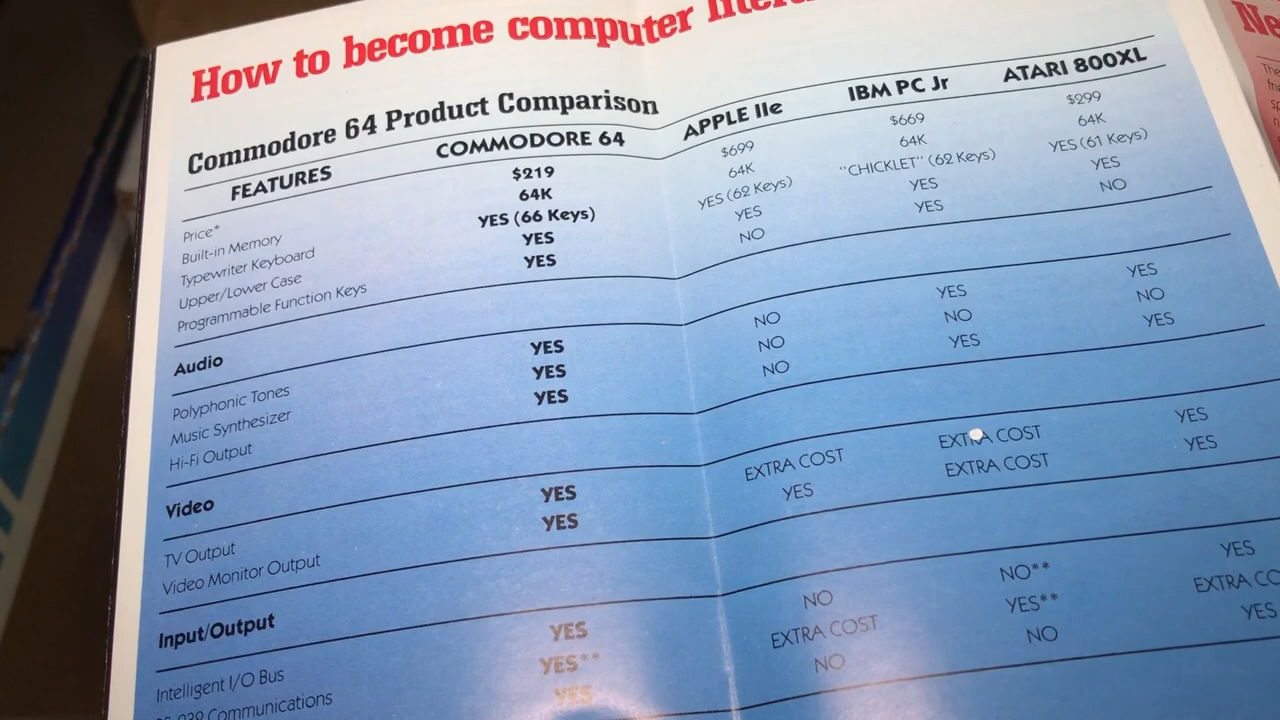 How to become computer
Commodore 64 Product Comparison
FEATURES COMMODORE 64 APPLE IIe IBM PC Jr ATARI 800XL
Price* $219 $699 $669 $299
Built-in Memory 64K 64K 64K 64K
Typewriter Keyboard YES (66 Keys) YES (62 Keys) "CHICKLET" (62 Keys) YES (61 Keys)
Upper/Lower Case YES YES YES YES
Programmable Function Keys YES NO YES NO
Audio
Polyphonic Tones YES NO YES YES
Music Synthesizer YES NO NO NO
Hi-Fi Output YES NO YES YES
Video
TV Output YES EXTRA COST EXTRA COST YES
Video Monitor Output YES YES EXTRA COST YES
Input/Output
Intelligent I/O Bus YES NO NO** YES
Communications YES** EXTRA COST YES** EXTRA
YES NO NO YES